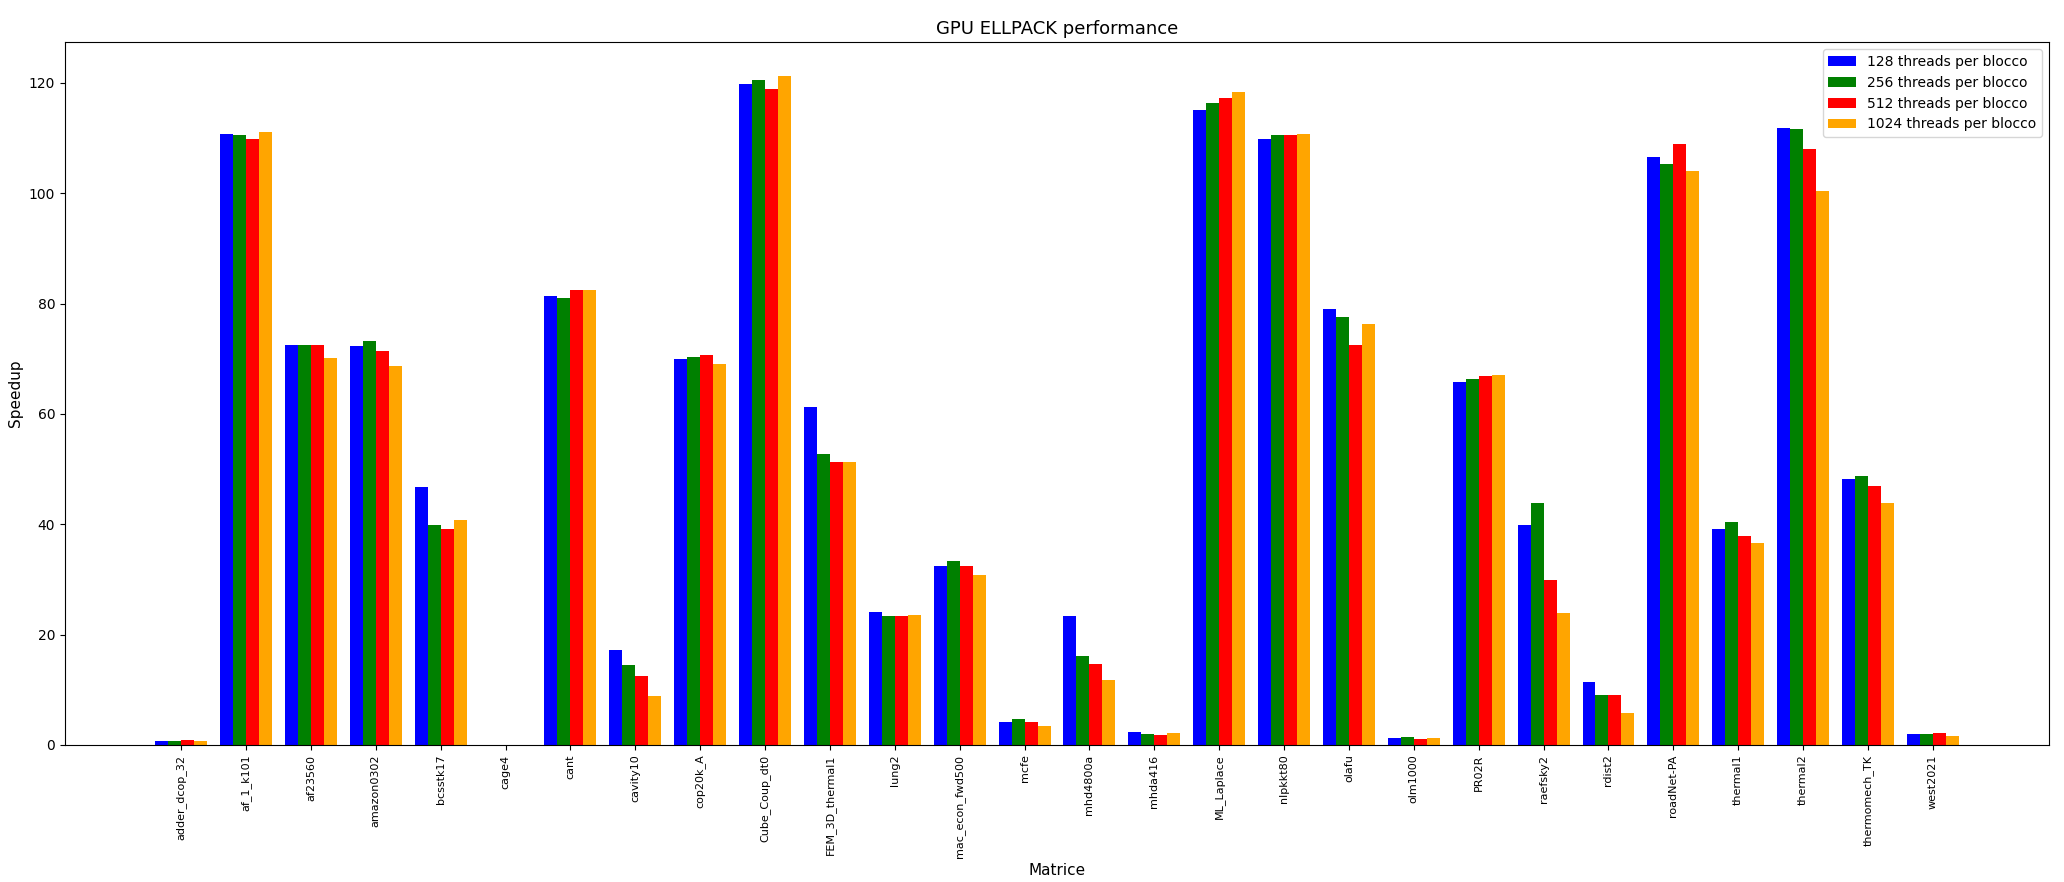 GPU ELLPACK performance
128 threads per blocco
256 threads per blocco
512 threads per blocco
1024 threads per blocco
Speedup
120
100
80
60
40
20
0
adder_dcop_32
af_1_k101
af23560
amazon0302
bcsstk17
cage4
cant
cavity10
cop20k_A
Cube_Coup_dt0
FEM_3D_thermal1
lung2
mac_econ_fwd500
mcfe
mhd4800a
mhda416
ML_Laplace
nlpkkt80
olafu
olm1000
PR02R
raefsky2
rdist2
roadNet-PA
thermal1
thermal2
thermomech_TK
west2021
Matrice